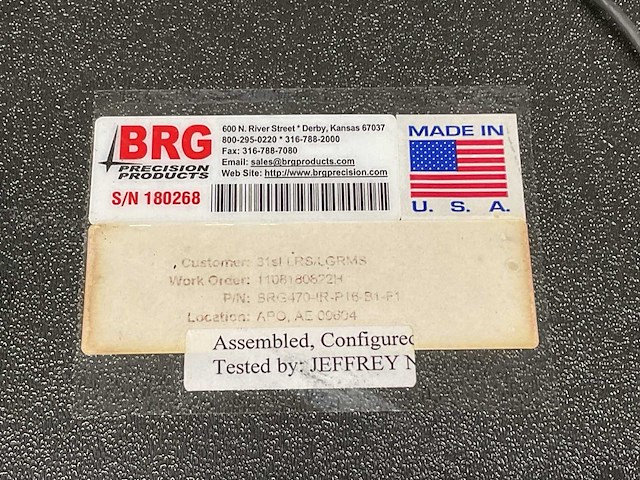 BRG
PRECISION
PRODUCTS
S/N 180268
600 N. River Street * Derby, Kansas 67037
800-295-0220 * 316-788-2000
Fax: 316-788-7080
Email: sales@brgproducts.com
Web Site: http://www.brgprecision.com
MADE IN
U. S. A.
Customer: 31st LRS/LGRMS
Work Order: 1108180822H
P/N: BRG470-IR-P16-B1-F1
Location: APO, AE 00604
Assembled, Configured
Tested by: JEFFREY N